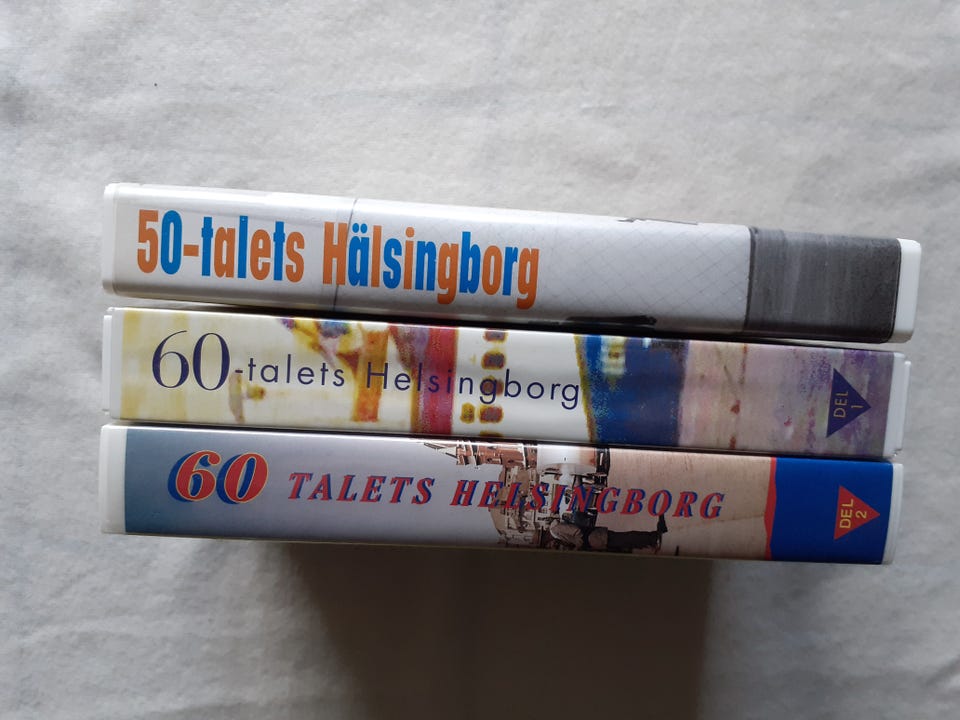 50-talets Hälsingborg
60-talets Helsingborg
DEL
1
60 TALETS HELSINGBORG
DEL
2